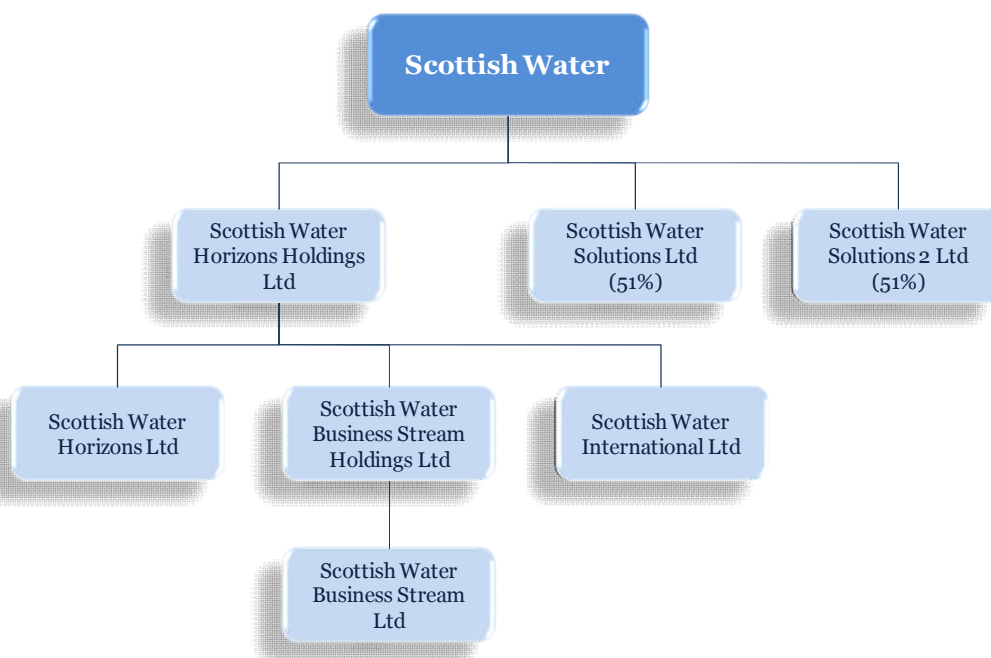 Scottish Water
Scottish Water
Horizons Holdings
Ltd
Scottish Water
Solutions Ltd
(51%)
Scottish Water
Solutions 2 Ltd
(51%)
Scottish Water
Horizons Ltd
Scottish Water
Business Stream
Holdings Ltd
Scottish Water
International Ltd
Scottish Water
Business Stream
Ltd